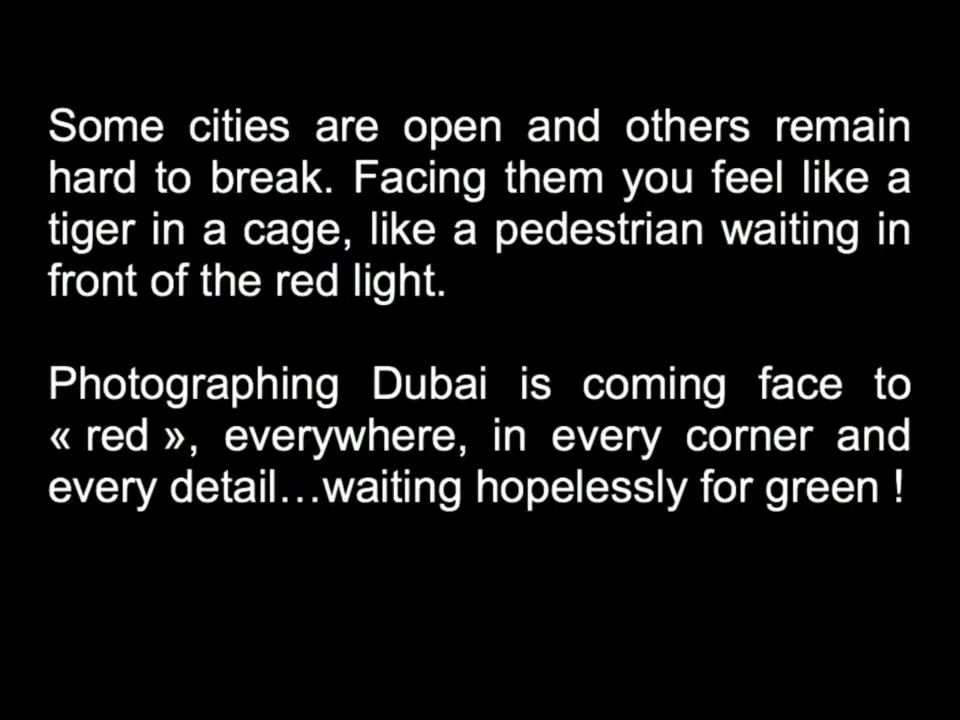 Some cities are open and others remain
hard to break. Facing them you feel like a
tiger in a cage, like a pedestrian waiting in
front of the red light.
Photographing Dubai is coming face to
« red », everywhere, in every corner and
every detail…waiting hopelessly for green !